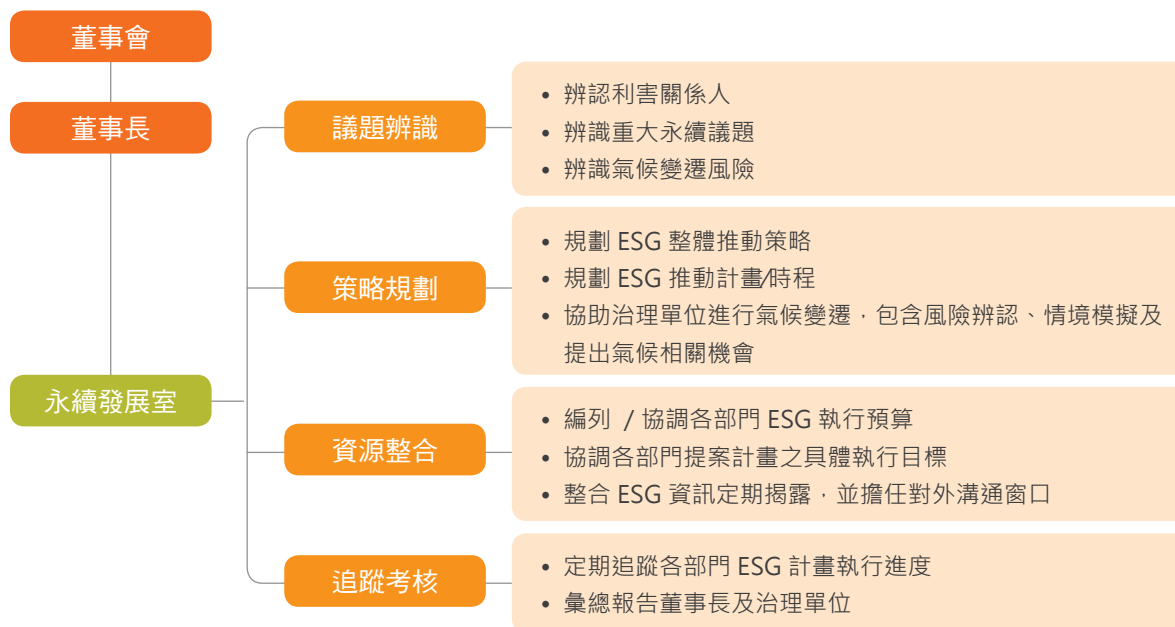 董事會
董事長
永續發展室
議題辨識
• 辨認利害關係人
• 辨識重大永續議題
• 辨識氣候變遷風險
策略規劃
• 規劃 ESG 整體推動策略
• 規劃 ESG 推動計畫/時程
• 協助治理單位進行氣候變遷，包含風險辨認、情境模擬及
提出氣候相關機會
資源整合
• 編列 / 協調各部門 ESG 執行預算
• 協調各部門提案計畫之具體執行目標
• 整合 ESG 資訊定期揭露，並擔任對外溝通窗口
追蹤考核
• 定期追蹤各部門 ESG 計畫執行進度
• 彙總報告董事長及治理單位